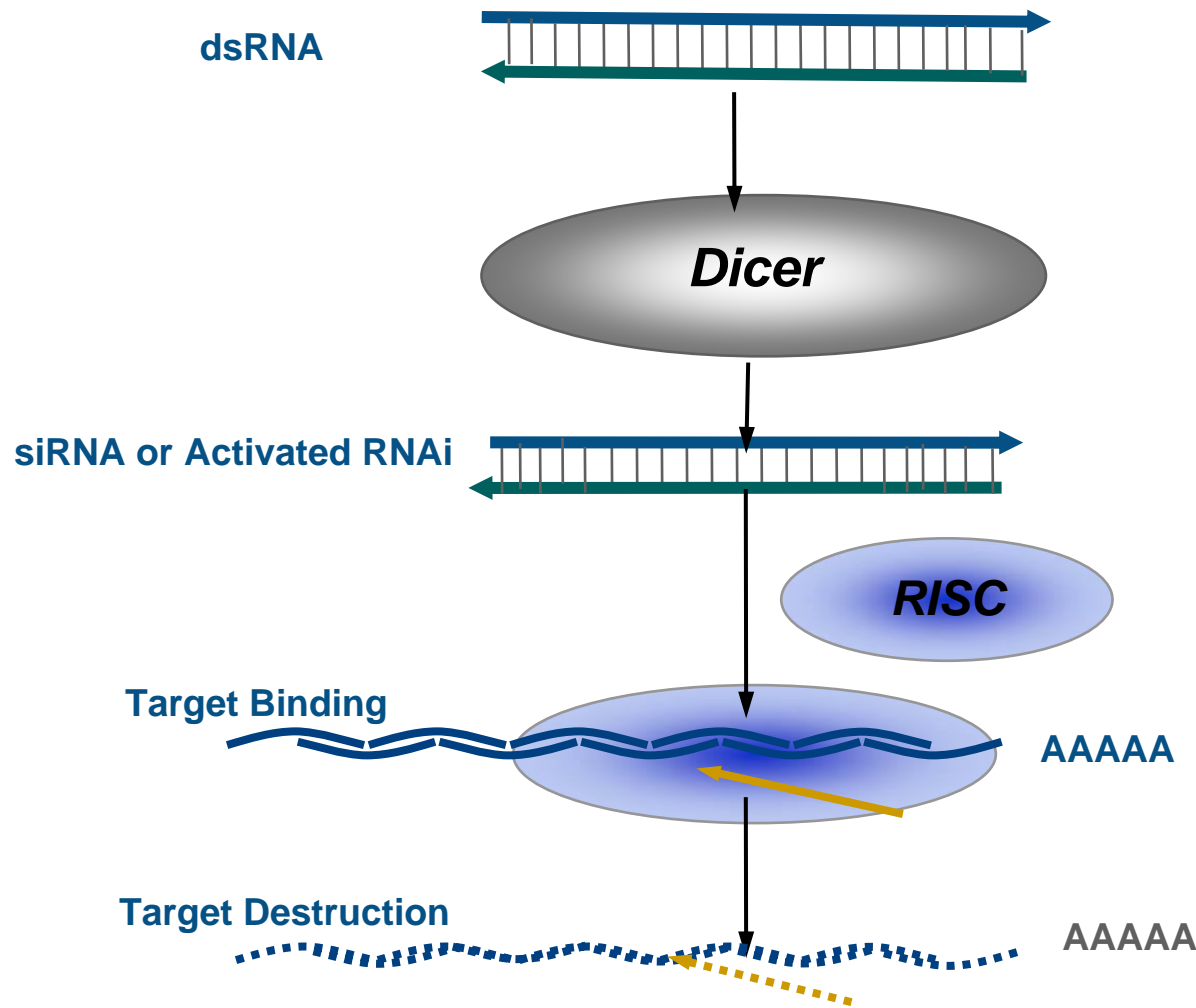 dsRNA
Dicer
siRNA or Activated RNAi
RISC
Target Binding
AAAAA
Target Destruction
AAAAA